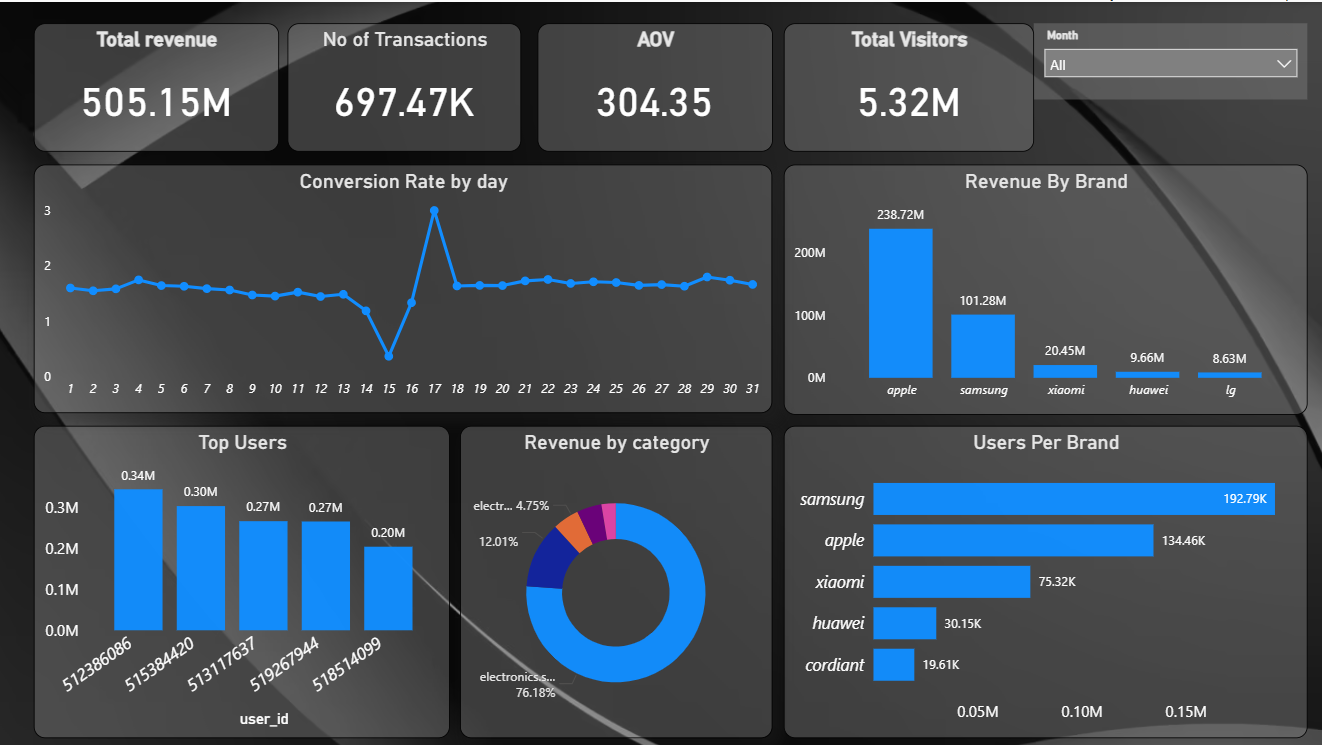 Total revenue
505.15M
No of Transactions
697.47K
AOV
304.35
Total Visitors
5.32M
Month
All
Conversion Rate by day
3
2
1
0
1 2 3 4 5 6 7 8 9 10 11 12 13 14 15 16 17 18 19 20 21 22 23 24 25 26 27 28 29 30 31
Revenue By Brand
238.72M
200M
101.28M
100M
20.45M
9.66M
8.63M
0M
apple samsung xiaomi huawei lg
Top Users
0.34M
0.30M
0.27M
0.27M
0.20M
0.3M
0.2M
0.1M
0.0M
512386086
515384420
513117637
519267944
518514099
user_id
Revenue by category
electr... 4.75%
12.01%
electronics.s...
76.18%
Users Per Brand
samsung 192.79K
apple 134.46K
xiaomi 75.32K
huawei 30.15K
cordiant 19.61K
0.05M 0.10M 0.15M